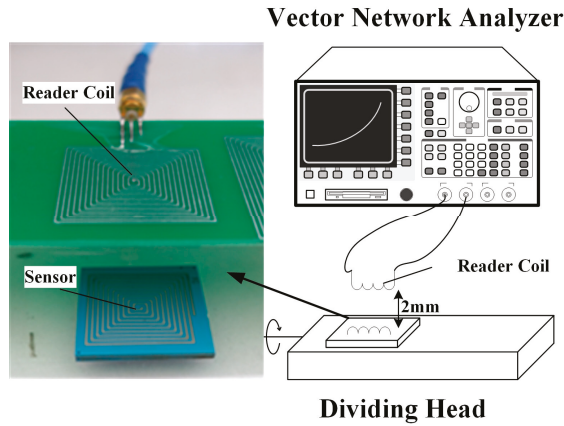 Vector Network Analyzer
Reader Coil
Sensor
Reader Coil
2mm
Dividing Head